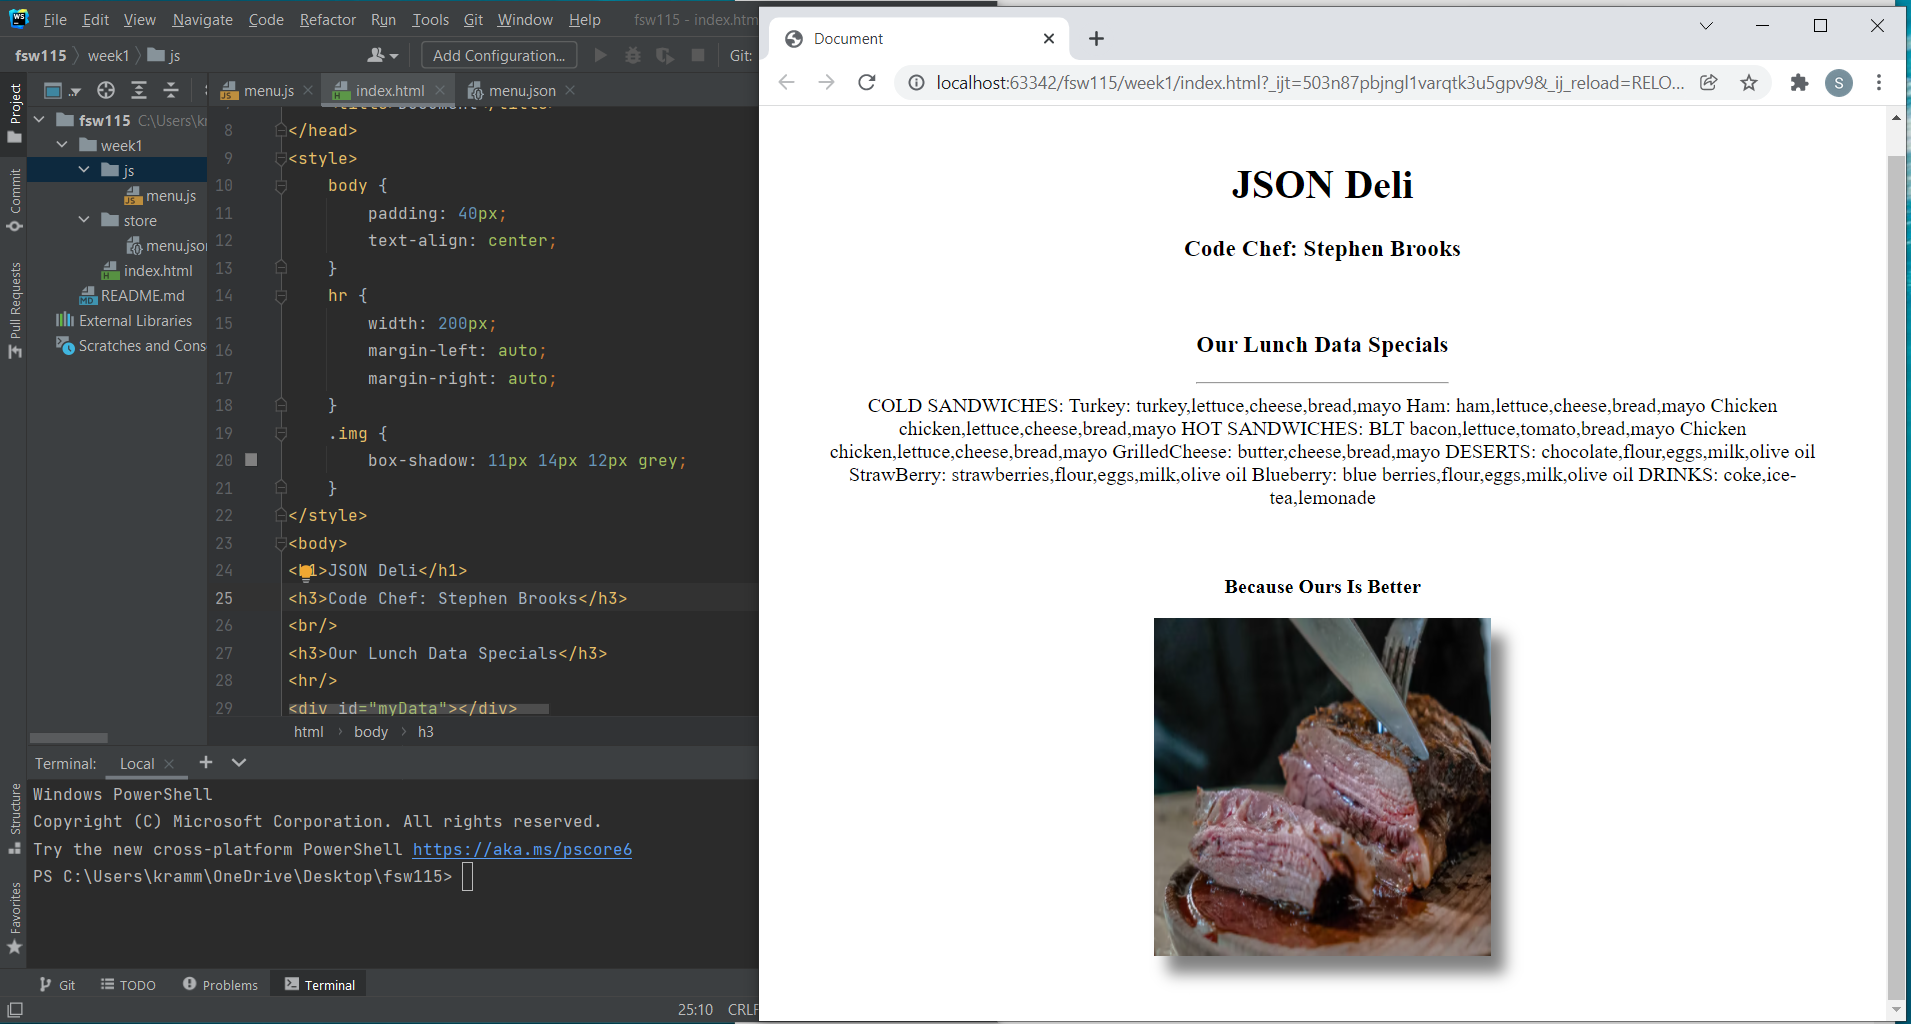 File Edit View Navigate Code Refactor Run Tools Git Window Help fsw115 - index.htm
fsw115 week1 js Add Configuration... Git:
menu.js index.html menu.json
Project
Commit
Pull Requests
Structure
Favorites
fsw115 C:\Users\k
week1
js
menu.js
store
menu.jso
index.html
README.md
External Libraries
Scratches and Cons
8 </head>
9 <style>
10 body {
11 padding: 40px;
12 text-align: center;
13 }
14 hr {
15 width: 200px;
16 margin-left: auto;
17 margin-right: auto;
18 }
19 .img {
20 box-shadow: 11px 14px 12px grey;
21 }
22 </style>
23 <body>
24 <h1>JSON Deli</h1>
25 <h3>Code Chef: Stephen Brooks</h3>
26 <br/>
27 <h3>Our Lunch Data Specials</h3>
28 <hr/>
29 <div id="myData"></div>
html body h3
Terminal: Local
Windows PowerShell
Copyright (C) Microsoft Corporation. All rights reserved.
Try the new cross-platform PowerShell https://aka.ms/pscore6
PS C:\Users\kramm\OneDrive\Desktop\fsw115>
Git TODO Problems Terminal
25:10 CRLF
Document
localhost:63342/fsw115/week1/index.html?_ijt=503n87pbjngl1varqtk3u5gpv9&_ij_reload=RELO... S
JSON Deli
Code Chef: Stephen Brooks
Our Lunch Data Specials
COLD SANDWICHES: Turkey: turkey,lettuce,cheese,bread,mayo Ham: ham,lettuce,cheese,bread,mayo Chicken
chicken,lettuce,cheese,bread,mayo HOT SANDWICHES: BLT bacon,lettuce,tomato,bread,mayo Chicken
chicken,lettuce,cheese,bread,mayo GrilledCheese: butter,cheese,bread,mayo DESERTS: chocolate,flour,eggs,milk,olive oil
StrawBerry: strawberries,flour,eggs,milk,olive oil Blueberry: blue berries,flour,eggs,milk,olive oil DRINKS: coke,ice-
tea,lemonade
Because Ours Is Better